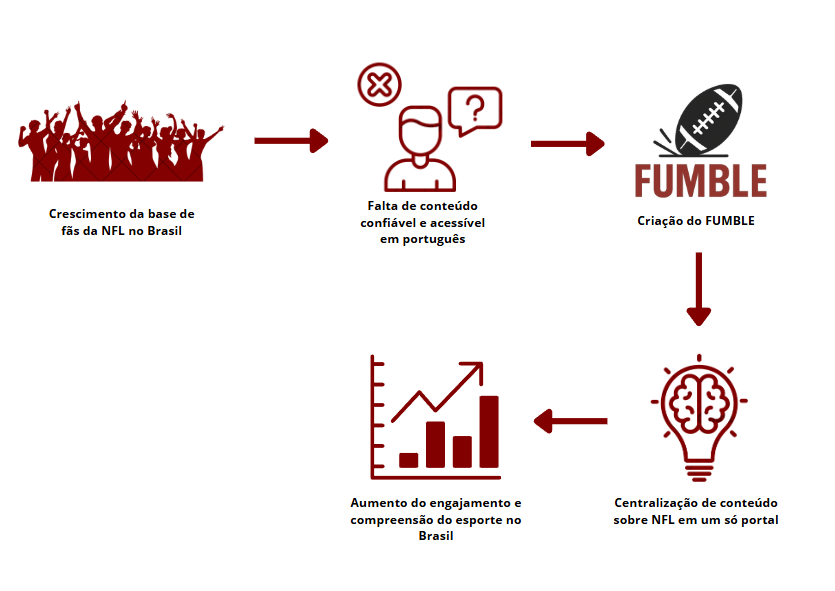 Crescimento da base de
fãs da NFL no Brasil
?
Falta de conteúdo
confiável e acessível
em português
FUMBLE
Criação do FUMBLE
Centralização de conteúdo
sobre NFL em um só portal
Aumento do engajamento e
compreensão do esporte no
Brasil